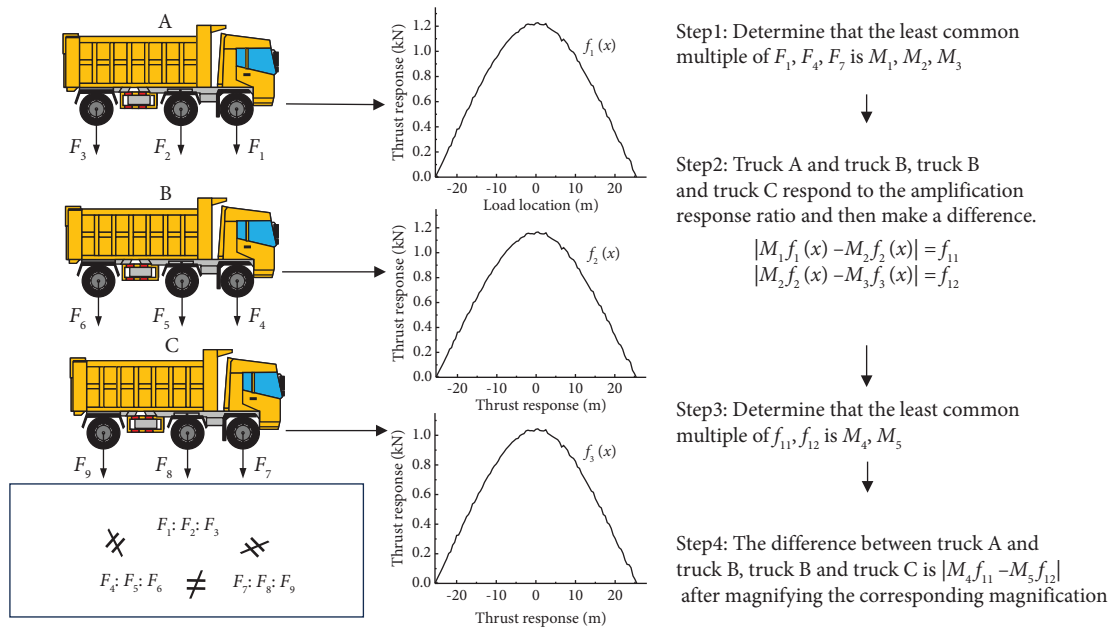 A
F₃
F₂
F₁
B
F₆
F₅
F₄
C
F₉
F₈
F₇
F₁: F₂: F₃
≠
≠
F₄: F₅: F₆ ≠ F₇: F₈: F₉
Thrust response (kN)
1.2
1.0
0.8
0.6
0.4
0.2
0.0
f₁(x)
-20 -10 0 10 20
Load location (m)
Thrust response (kN)
1.2
1.0
0.8
0.6
0.4
0.2
0.0
f₂(x)
-20 -10 0 10 20
Thrust response (m)
Thrust response (kN)
1.0
0.8
0.6
0.4
0.2
0.0
f₃(x)
-20 -10 0 10 20
Thrust response (m)
Step1: Determine that the least common
multiple of F₁, F₄, F₇ is M₁, M₂, M₃
Step2: Truck A and truck B, truck B
and truck C respond to the amplification
response ratio and then make a difference.
|M₁f₁(x) – M₂f₂(x)| = f₁₁
|M₂f₂(x) – M₃f₃(x)| = f₁₂
Step3: Determine that the least common
multiple of f₁₁, f₁₂ is M₄, M₅
Step4: The difference between truck A and
truck B, truck B and truck C is |M₄f₁₁ – M₅f₁₂|
after magnifying the corresponding magnification